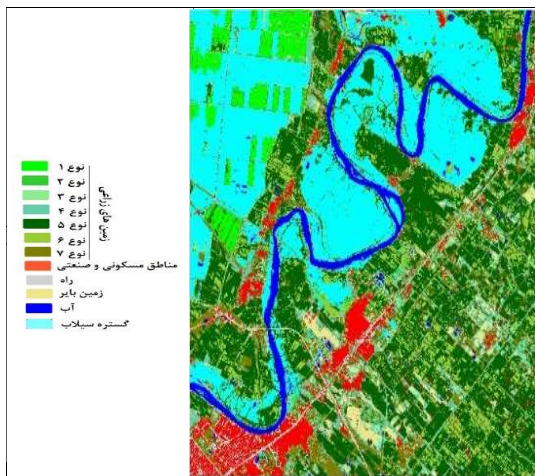 نوع ۱
نوع ۲
نوع ۳
نوع ۴
نوع ۵
نوع ۶
نوع ۷
زمین های زراعی
مناطق مسکونی و صنعتی
راه
زمین بایر
آب
گستره سیلاب